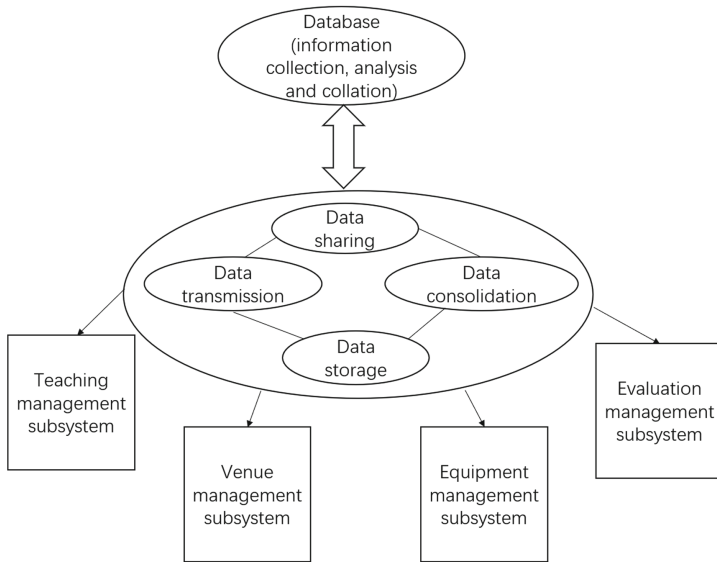 Database
(information
collection, analysis
and collation)
Data
sharing
Data
transmission
Data
consolidation
Data
storage
Teaching
management
subsystem
Venue
management
subsystem
Equipment
management
subsystem
Evaluation
management
subsystem